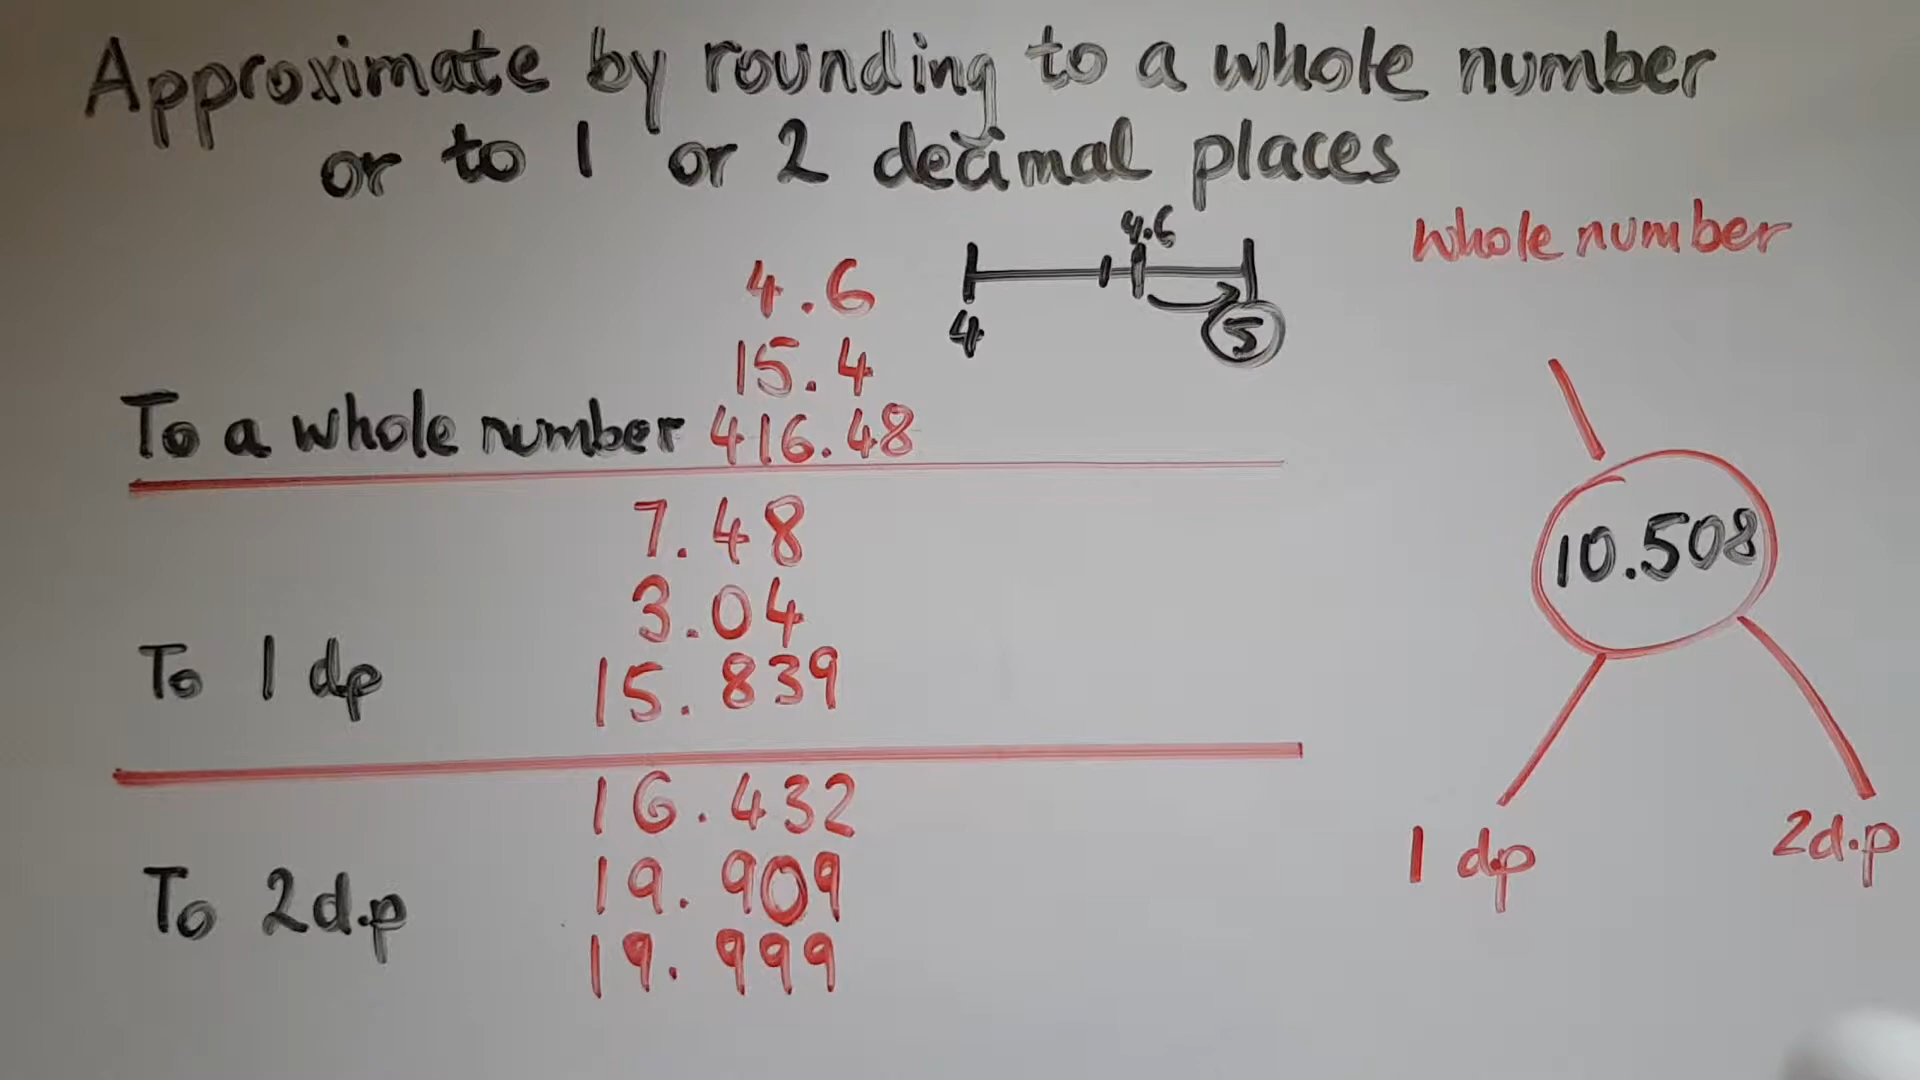 Approximate by rounding to a whole number
or to 1 or 2 decimal places
4.6
4 5
4.6
15.4
To a whole number 416.48
7.48
3.04
To 1 dp 15.839
16.432
To 2d.p 19.909
19.999
whole number
10.508
1 dp 2d.p